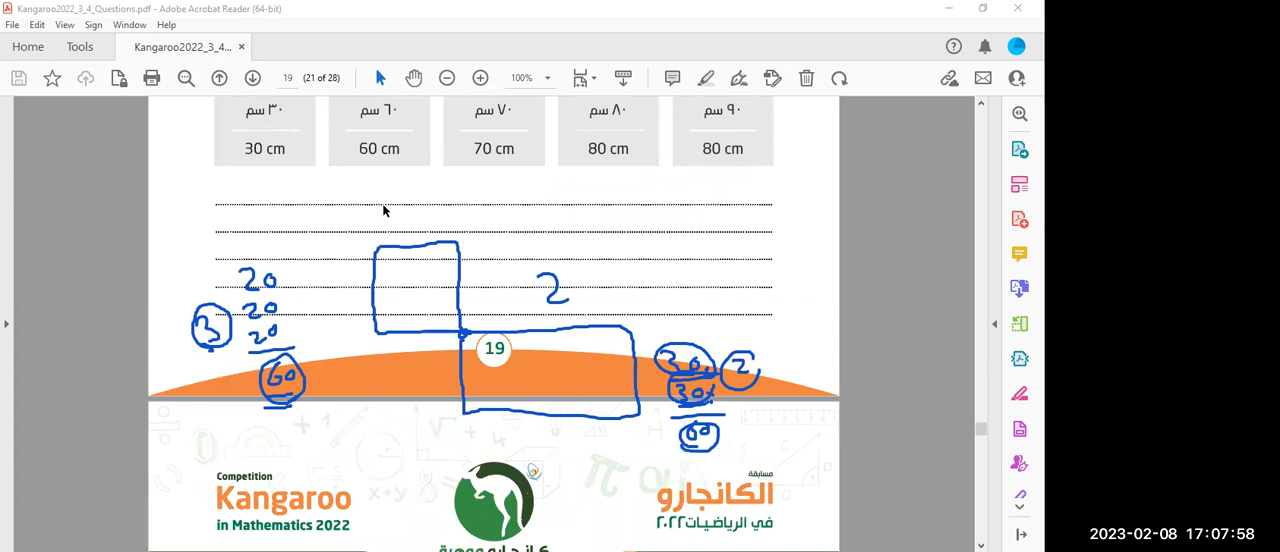 Kangaroo2022_3_4_Questions.pdf - Adobe Acrobat Reader (64-bit)
File Edit View Sign Window Help
Home Tools Kangaroo2022_3_4... ×
19 (21 of 28) 100%
٣٠ سم ٦٠ سم ٧٠ سم ٨٠ سم ٩٠ سم
30 cm 60 cm 70 cm 80 cm 80 cm
20
20
3
20
60
2
19
30
2
30
60
Competition
Kangaroo
in Mathematics 2022
مسابقة
الكانجارو
في الرياضيات ٢٠٢٢
كانجارو موهبة
2023-02-08 17:07:58